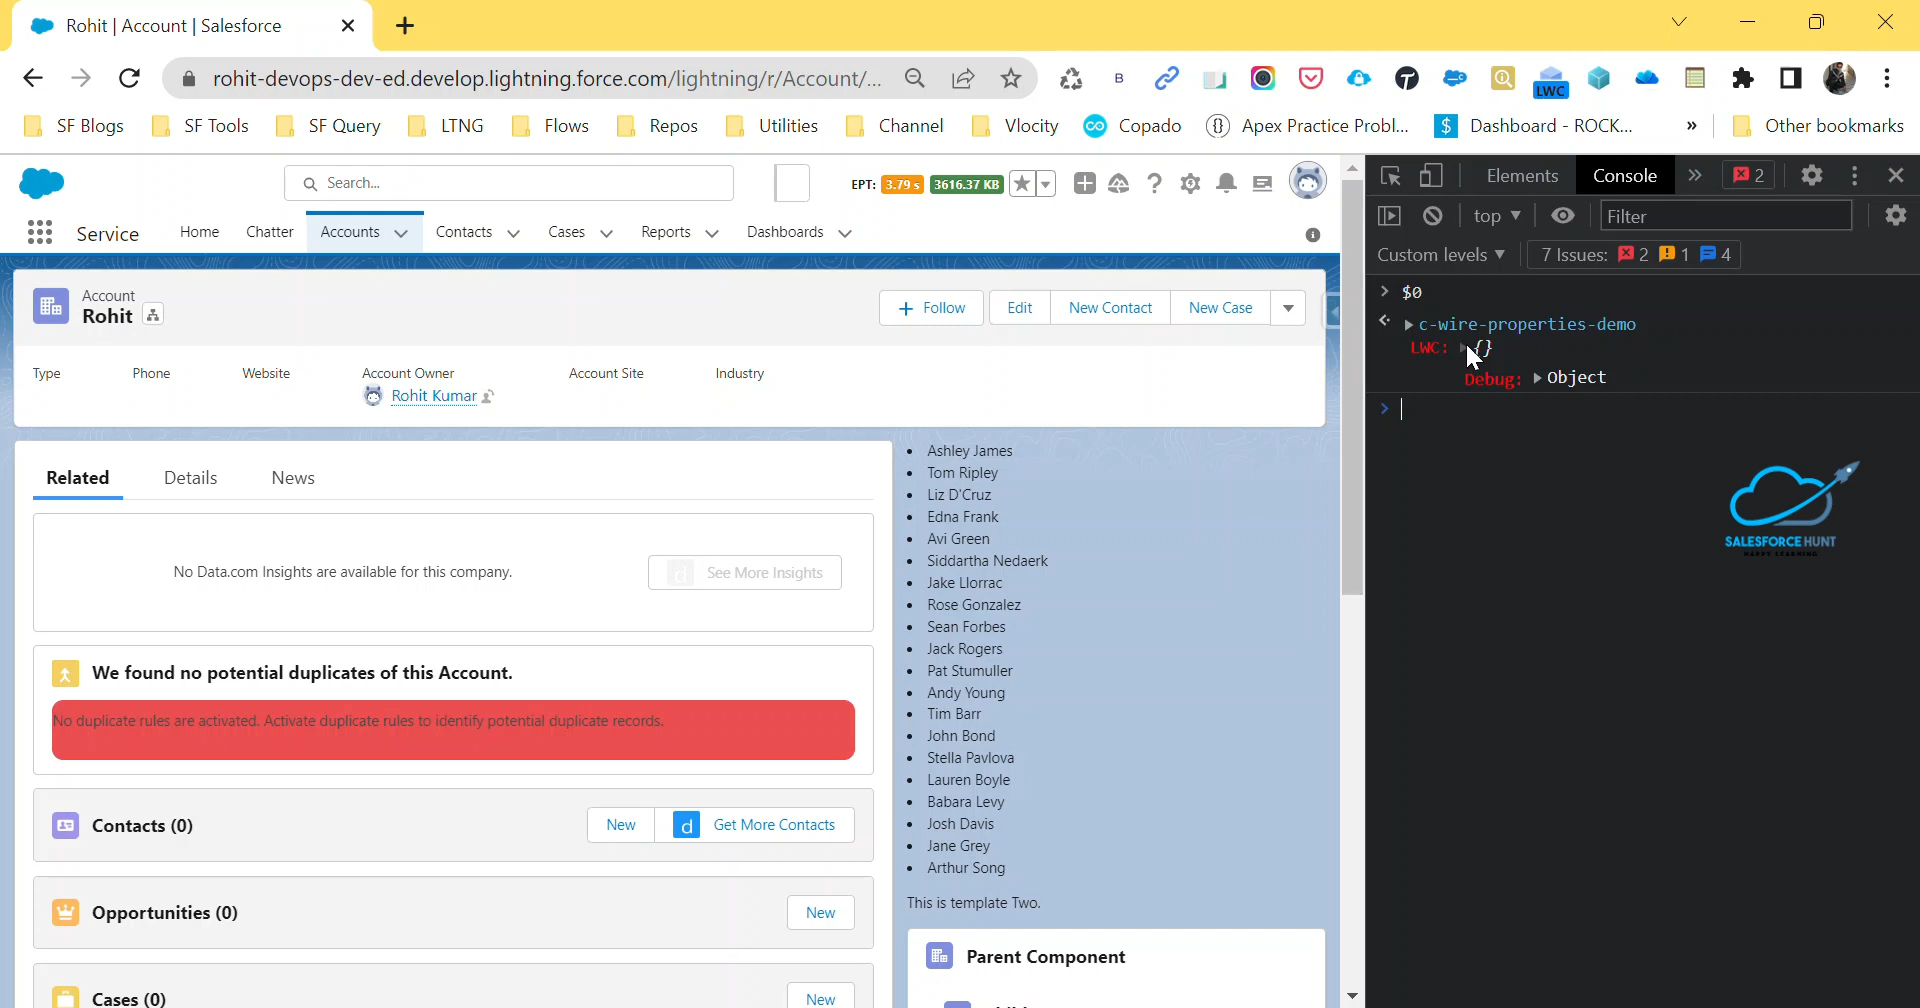 Rohit | Account | Salesforce
rohit-devops-dev-ed.develop.lightning.force.com/lightning/r/Account/...
B
LWC
SF Blogs
SF Tools
SF Query
LTNG
Flows
Repos
Utilities
Channel
Vlocity
Copado
Apex Practice Probl...
$ Dashboard - ROCK...
»
Other bookmarks
Search...
EPT: 3.79 s 3616.37 KB
Service
Home
Chatter
Accounts
Contacts
Cases
Reports
Dashboards
Account
Rohit
+ Follow
Edit
New Contact
New Case
Type
Phone
Website
Account Owner
Account Site
Industry
Rohit Kumar
Related
Details
News
No Data.com Insights are available for this company.
d See More Insights
We found no potential duplicates of this Account.
No duplicate rules are activated. Activate duplicate rules to identify potential duplicate records.
Contacts (0)
New
d Get More Contacts
Opportunities (0)
New
Cases (0)
New
• Ashley James
• Tom Ripley
• Liz D'Cruz
• Edna Frank
• Avi Green
• Siddartha Nedaerk
• Jake Llorrac
• Rose Gonzalez
• Sean Forbes
• Jack Rogers
• Pat Stumuller
• Andy Young
• Tim Barr
• John Bond
• Stella Pavlova
• Lauren Boyle
• Babara Levy
• Josh Davis
• Jane Grey
• Arthur Song
This is template Two.
Parent Component
Elements
Console
»
2
top
Filter
Custom levels
7 Issues: 2 1 4
> $0
c-wire-properties-demo
LWC: {}
Debug: Object
>
SALESFORCE HUNT
HAPPY LEARNING